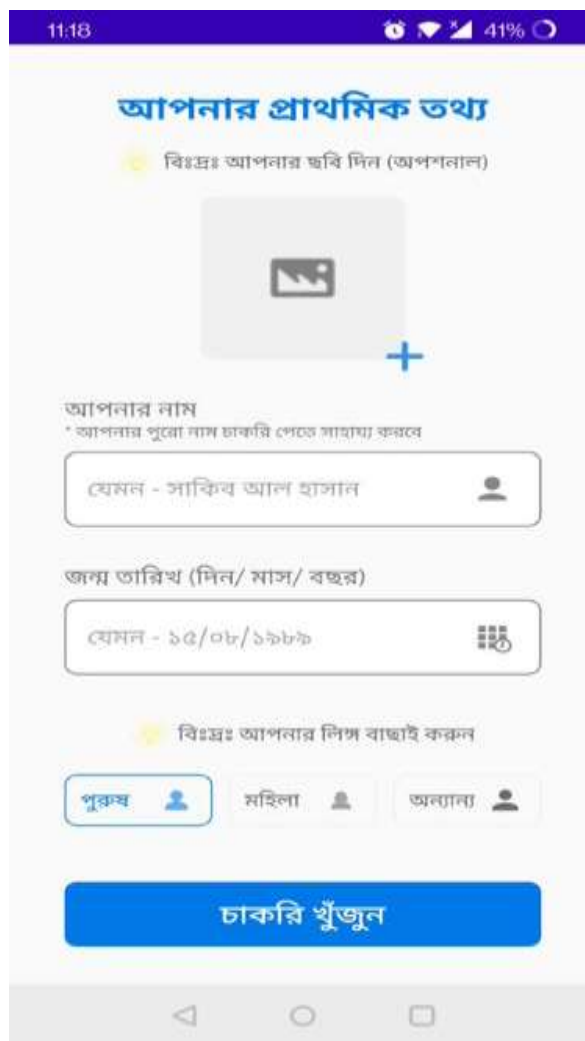 11:18 41%
আপনার প্রাথমিক তথ্য
বিঃদ্রঃ আপনার ছবি দিন (অপশনাল)
আপনার নাম
* আপনার পুরো নাম চাকরি পেতে সাহায্য করবে
যেমন - সাকিব আল হাসান
জন্ম তারিখ (দিন/ মাস/ বছর)
যেমন - ১৫/০৮/১৯৮৯
বিঃদ্রঃ আপনার লিঙ্গ বাছাই করুন
পুরুষ মহিলা অন্যান্য
চাকরি খুঁজুন